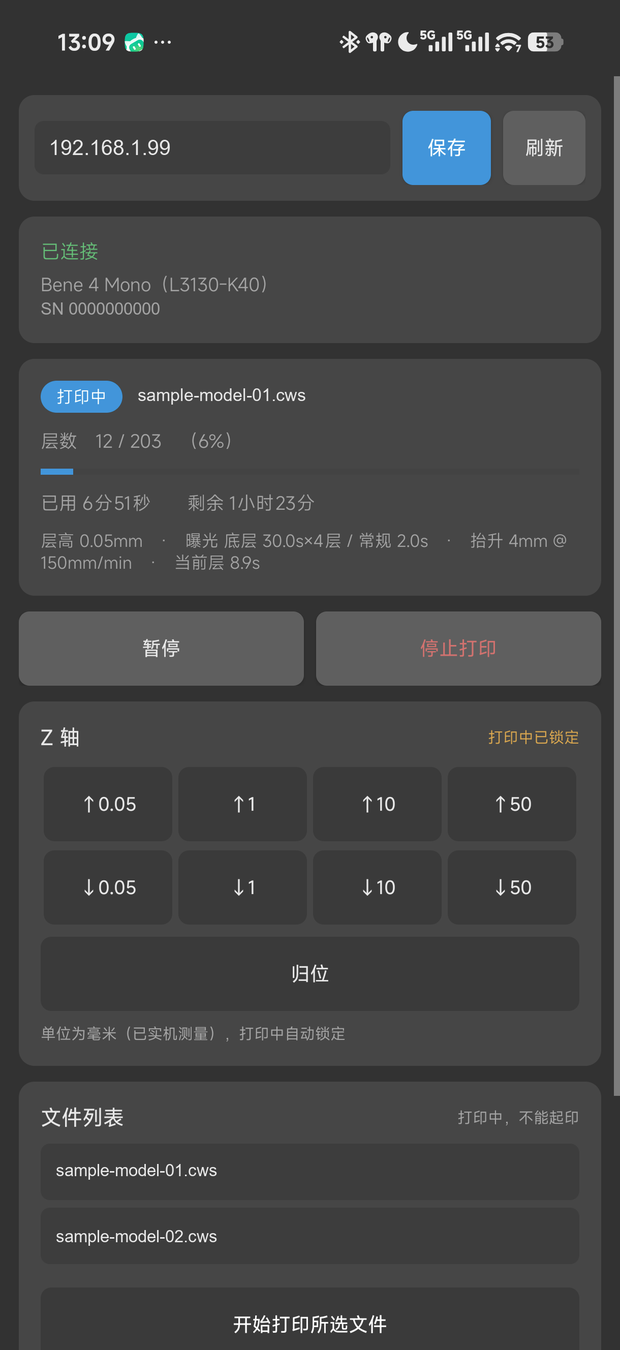 13:09 ··· 5G 5G 53
192.168.1.99 保存 刷新
已连接
Bene 4 Mono（L3130-K40）
SN 0000000000
打印中 sample-model-01.cws
层数 12 / 203 （6%）
已用 6分51秒 剩余 1小时23分
层高 0.05mm · 曝光 底层 30.0s×4层 / 常规 2.0s · 抬升 4mm @
150mm/min · 当前层 8.9s
暂停 停止打印
Z 轴 打印中已锁定
↑0.05 ↑1 ↑10 ↑50
↓0.05 ↓1 ↓10 ↓50
归位
单位为毫米（已实机测量），打印中自动锁定
文件列表 打印中，不能起印
sample-model-01.cws
sample-model-02.cws
开始打印所选文件